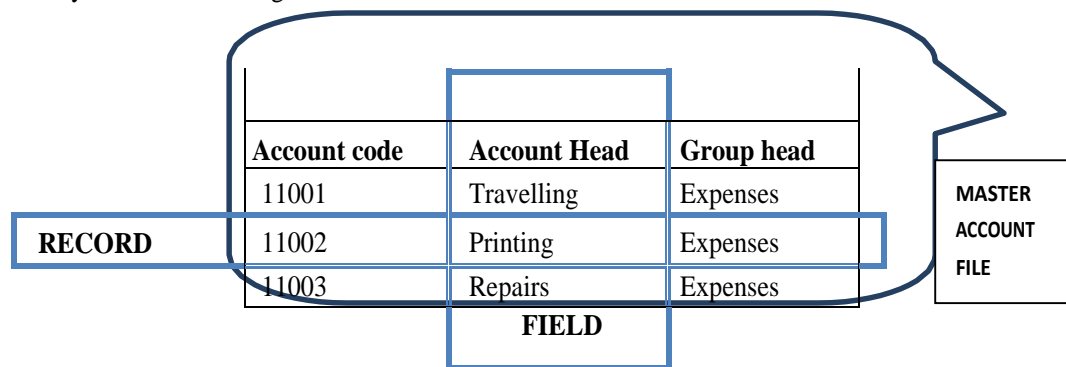 Account code Account Head Group head
11001 Travelling Expenses
RECORD 11002 Printing Expenses
11003 Repairs Expenses
FIELD
MASTER
ACCOUNT
FILE